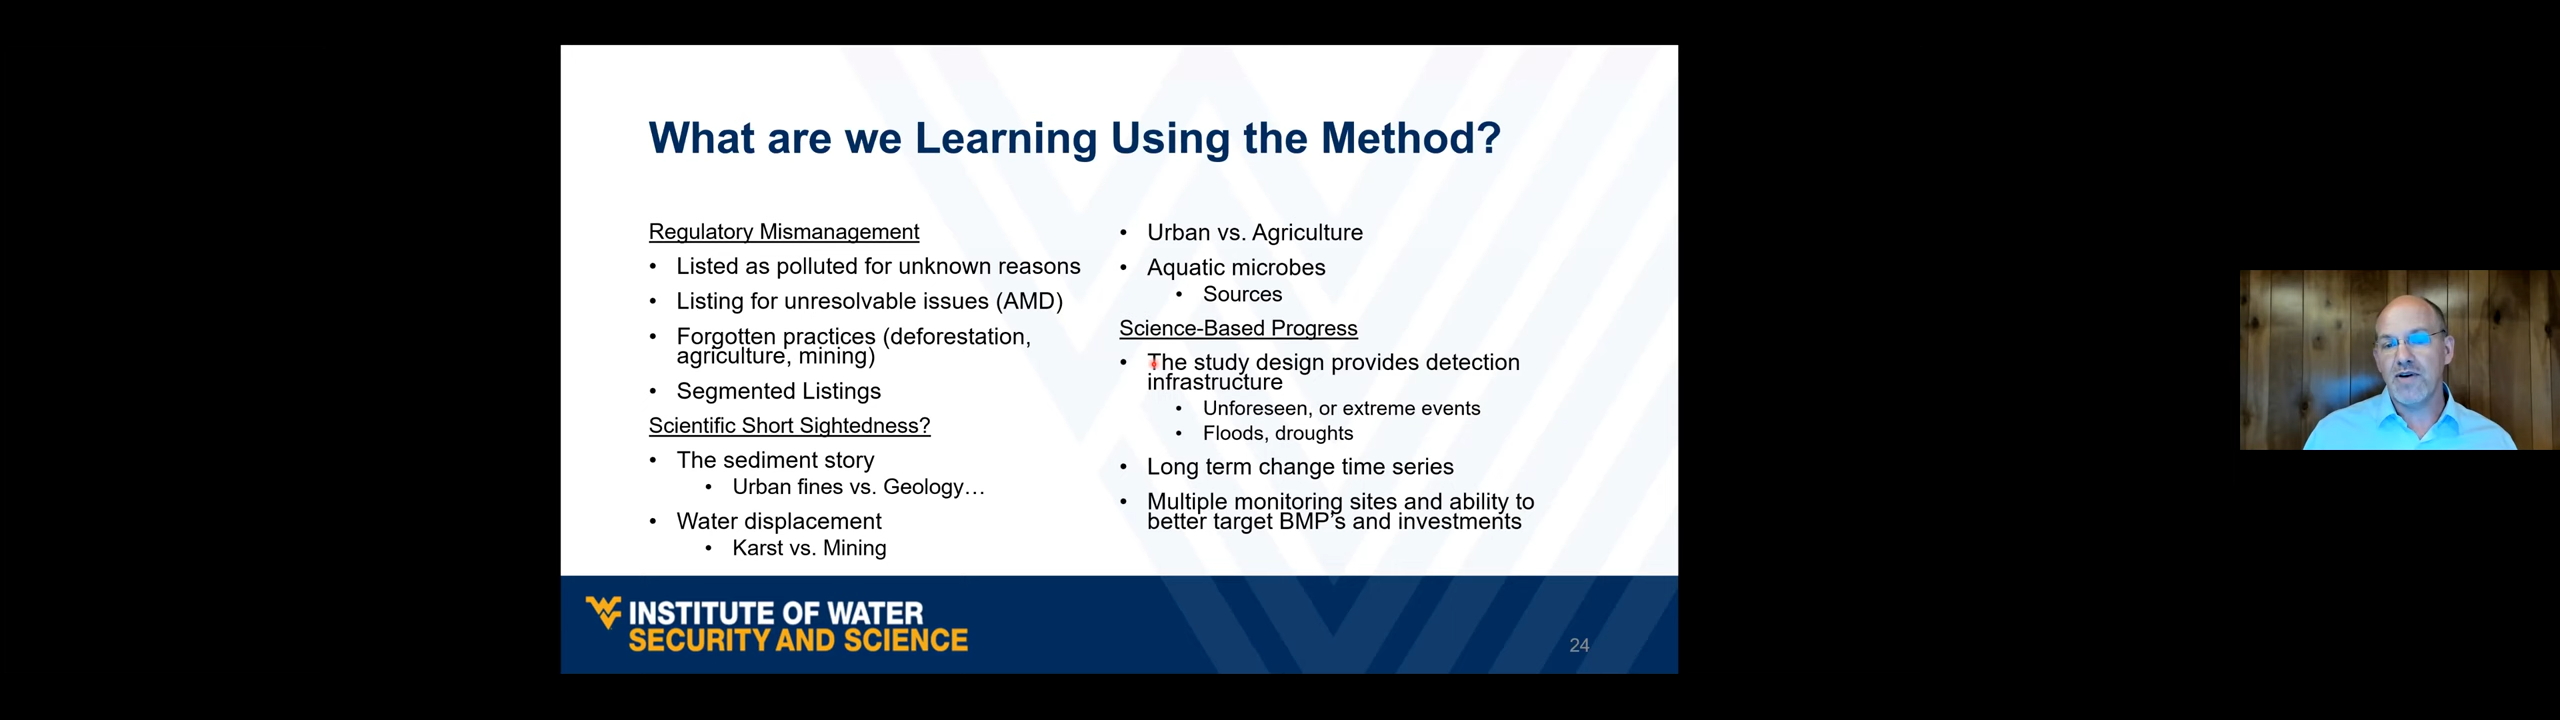 What are we Learning Using the Method?
Regulatory Mismanagement
• Listed as polluted for unknown reasons
• Listing for unresolvable issues (AMD)
• Forgotten practices (deforestation,
agriculture, mining)
• Segmented Listings
Scientific Short Sightedness?
• The sediment story
• Urban fines vs. Geology…
• Water displacement
• Karst vs. Mining
• Urban vs. Agriculture
• Aquatic microbes
• Sources
Science-Based Progress
• The study design provides detection
infrastructure
• Unforeseen, or extreme events
• Floods, droughts
• Long term change time series
• Multiple monitoring sites and ability to
better target BMP's and investments
INSTITUTE OF WATER
SECURITY AND SCIENCE
24